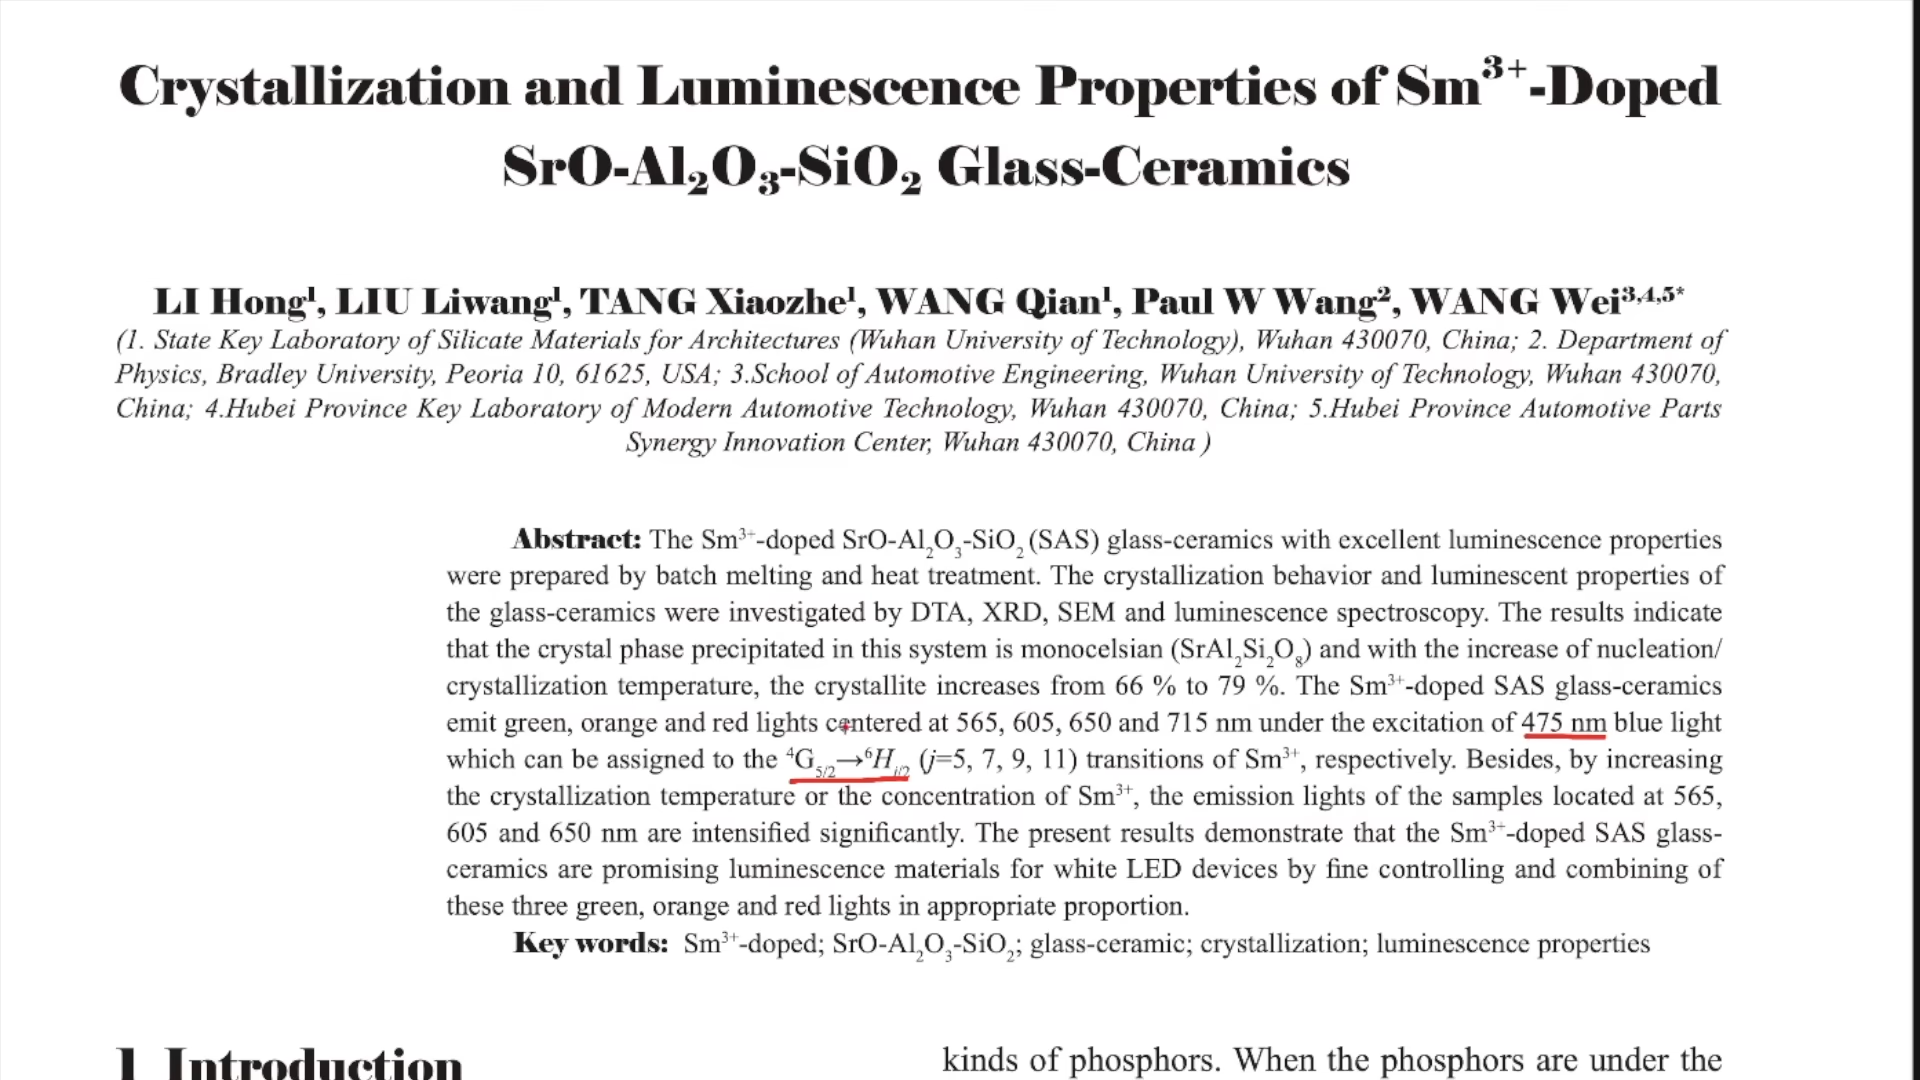 Crystallization and Luminescence Properties of Sm³⁺-Doped
SrO-Al₂O₃-SiO₂ Glass-Ceramics
LI Hong¹, LIU Liwang¹, TANG Xiaozhe¹, WANG Qian¹, Paul W Wang², WANG Wei³,⁴,⁵*
(1. State Key Laboratory of Silicate Materials for Architectures (Wuhan University of Technology), Wuhan 430070, China; 2. Department of
Physics, Bradley University, Peoria 10, 61625, USA; 3.School of Automotive Engineering, Wuhan University of Technology, Wuhan 430070,
China; 4.Hubei Province Key Laboratory of Modern Automotive Technology, Wuhan 430070, China; 5.Hubei Province Automotive Parts
Synergy Innovation Center, Wuhan 430070, China )
Abstract: The Sm³⁺-doped SrO-Al₂O₃-SiO₂ (SAS) glass-ceramics with excellent luminescence properties
were prepared by batch melting and heat treatment. The crystallization behavior and luminescent properties of
the glass-ceramics were investigated by DTA, XRD, SEM and luminescence spectroscopy. The results indicate
that the crystal phase precipitated in this system is monocelsian (SrAl₂Si₂O₈) and with the increase of nucleation/
crystallization temperature, the crystallite increases from 66 % to 79 %. The Sm³⁺-doped SAS glass-ceramics
emit green, orange and red lights centered at 565, 605, 650 and 715 nm under the excitation of 475 nm blue light
which can be assigned to the ⁴G₅/₂→⁶Hⱼ/₂ (j=5, 7, 9, 11) transitions of Sm³⁺, respectively. Besides, by increasing
the crystallization temperature or the concentration of Sm³⁺, the emission lights of the samples located at 565,
605 and 650 nm are intensified significantly. The present results demonstrate that the Sm³⁺-doped SAS glass-
ceramics are promising luminescence materials for white LED devices by fine controlling and combining of
these three green, orange and red lights in appropriate proportion.
Key words: Sm³⁺-doped; SrO-Al₂O₃-SiO₂; glass-ceramic; crystallization; luminescence properties
1 Introduction
kinds of phosphors. When the phosphors are under the